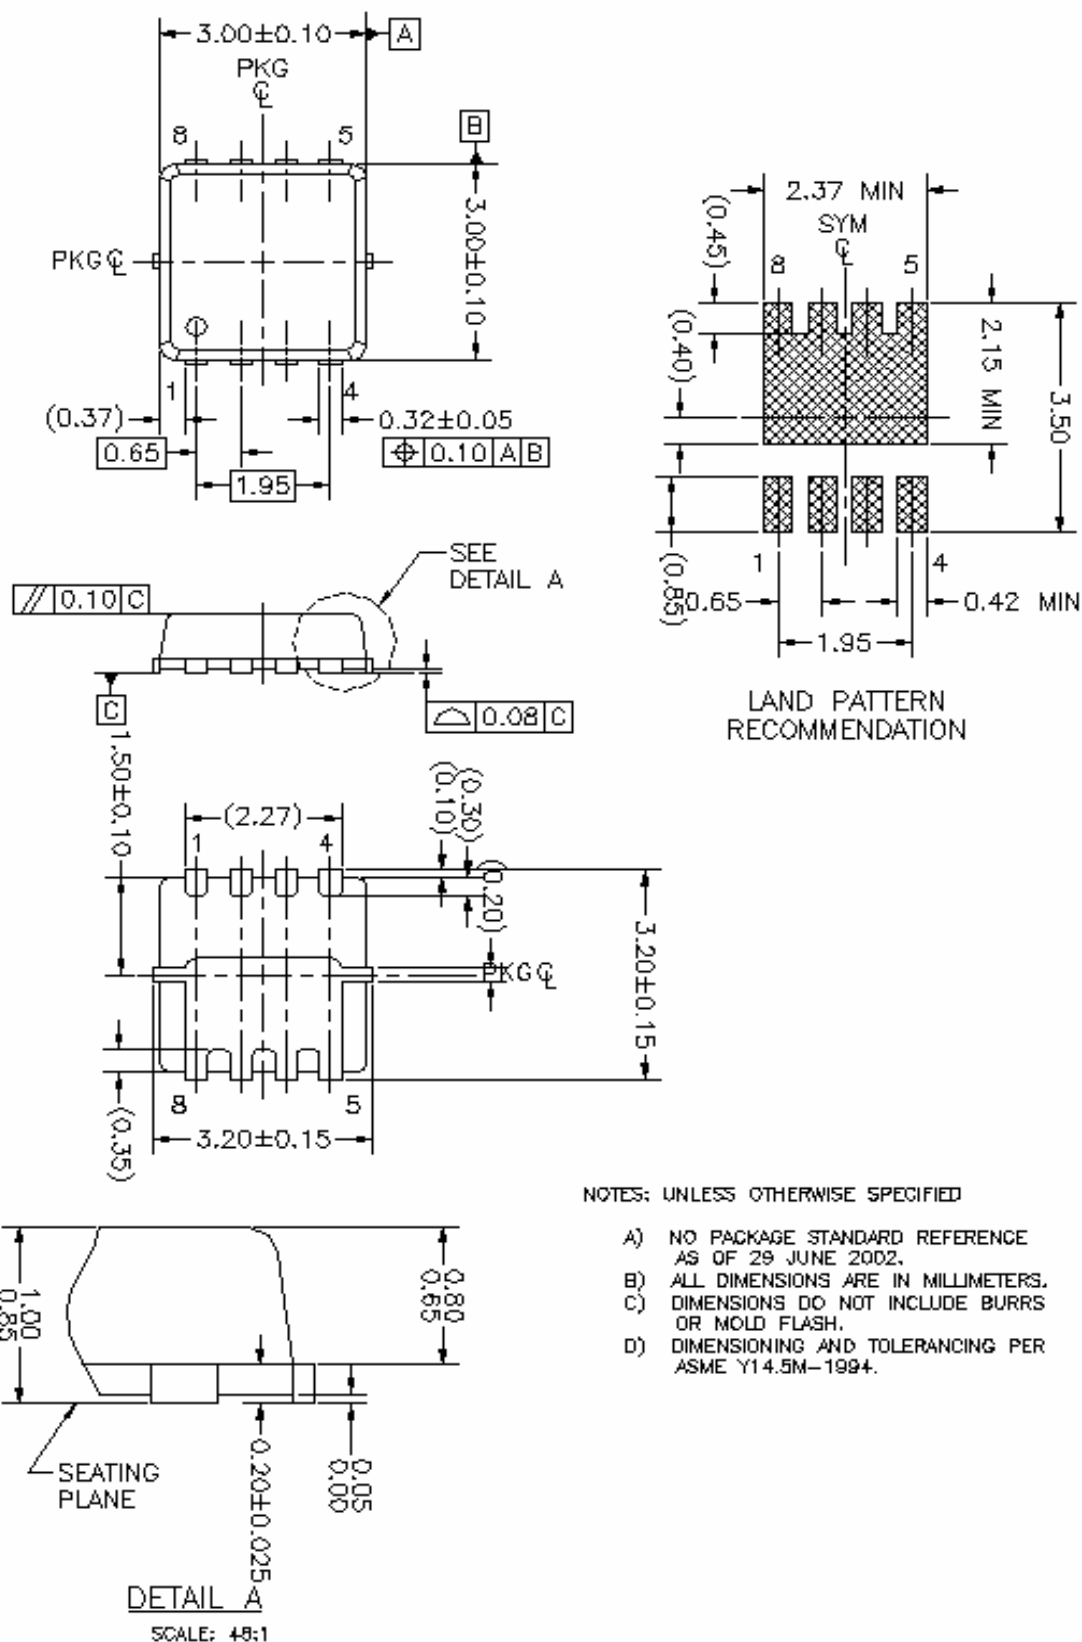 3.00±0.10
A
PKG
℄
8
5
B
3.00±0.10
PKG ℄
1
4
(0.37)
0.32±0.05
0.65
⌖ 0.10 A B
1.95
2.37 MIN
SYM
℄
(0.45)
8
5
(0.40)
2.15 MIN
3.50
1
4
(0.85)
0.65
0.42 MIN
1.95
LAND PATTERN
RECOMMENDATION
SEE
DETAIL A
// 0.10 C
C
⌓ 0.08 C
1.50±0.10
(2.27)
1
4
(0.10)
(0.30)
(0.20)
PKG ℄
3.20±0.15
8
5
(0.35)
3.20±0.15
NOTES: UNLESS OTHERWISE SPECIFIED
A) NO PACKAGE STANDARD REFERENCE
AS OF 29 JUNE 2002.
B) ALL DIMENSIONS ARE IN MILLIMETERS.
C) DIMENSIONS DO NOT INCLUDE BURRS
OR MOLD FLASH.
D) DIMENSIONING AND TOLERANCING PER
ASME Y14.5M-1994.
1.00
0.85
0.80
0.65
SEATING
PLANE
0.20±0.025
0.05
0.00
DETAIL A
SCALE: 48:1